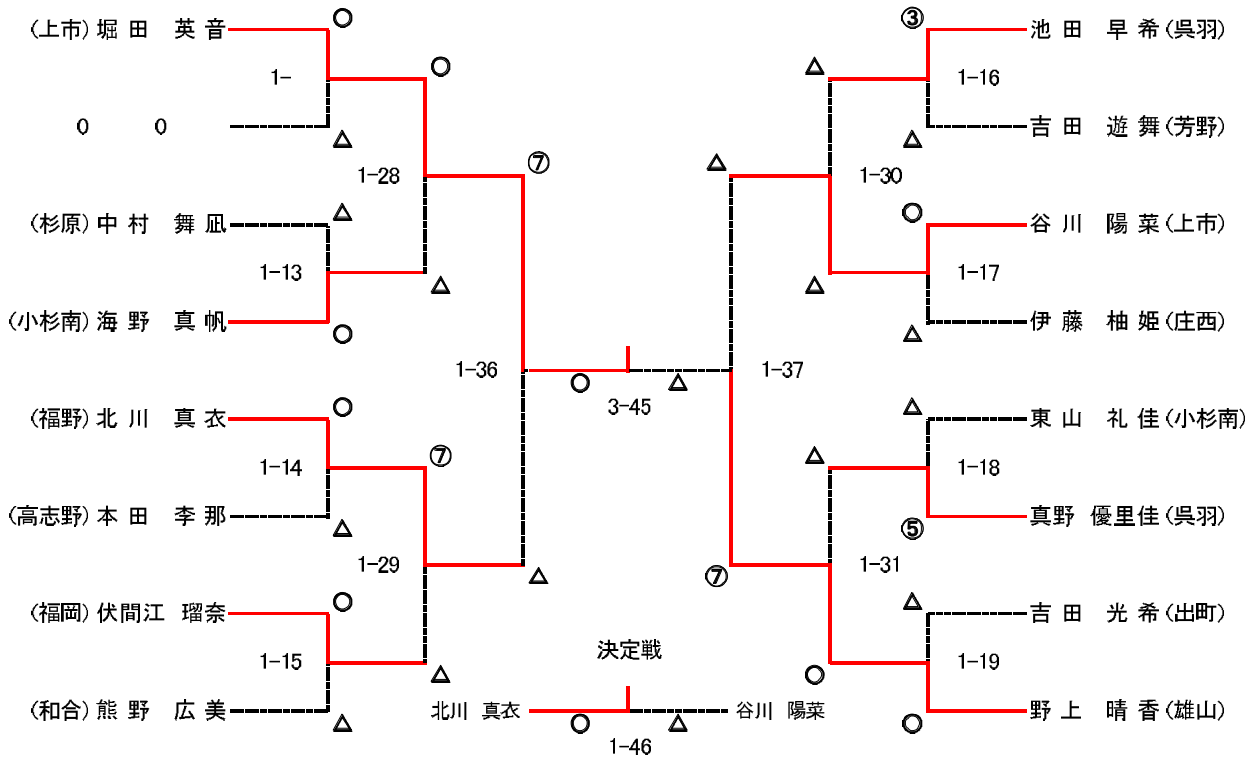 (上市) 堀田 英音
○
1-
○
0 0
△
1-28
⑦
(杉原) 中村 舞凪
△
1-13
△
(小杉南) 海野 真帆
○
1-36
(福野) 北川 真衣
○
1-14
⑦
(高志野) 本田 李那
△
1-29
△
(福岡) 伏間江 瑠奈
○
1-15
△
(和合) 熊野 広美
△
○ △
3-45
決定戦
北川 真衣 谷川 陽菜
○ △
1-46
③
池田 早希 (呉羽)
△
1-16
吉田 遊舞 (芳野)
△
△
1-30
○
谷川 陽菜 (上市)
△
1-17
伊藤 柚姫 (庄西)
△
1-37
△
東山 礼佳 (小杉南)
△
1-18
真野 優里佳 (呉羽)
⑤
⑦
1-31
△
吉田 光希 (出町)
○
1-19
野上 晴香 (雄山)
○